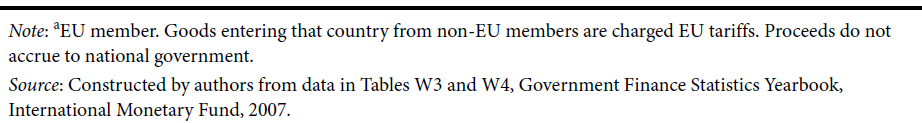 Note: ᵃEU member. Goods entering that country from non-EU members are charged EU tariffs. Proceeds do not
accrue to national government.
Source: Constructed by authors from data in Tables W3 and W4, Government Finance Statistics Yearbook,
International Monetary Fund, 2007.